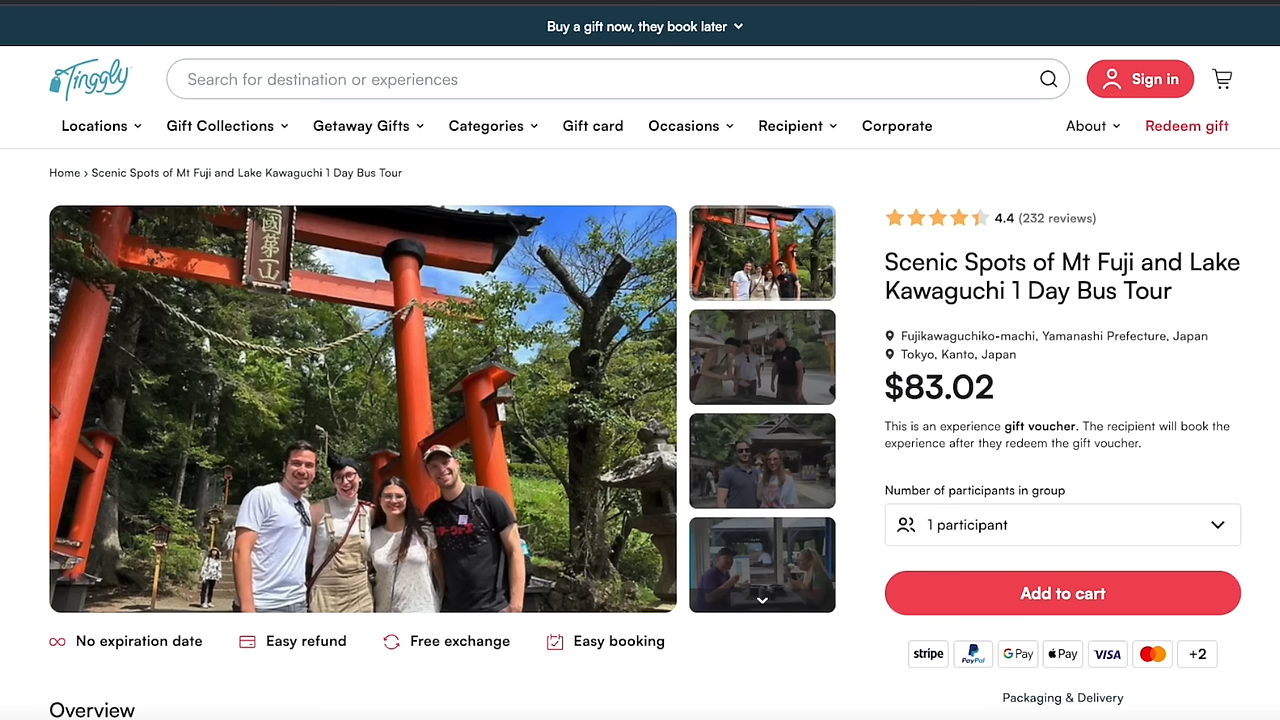 Buy a gift now, they book later
Tinggly
Search for destination or experiences
Sign in
Locations
Gift Collections
Getaway Gifts
Categories
Gift card
Occasions
Recipient
Corporate
About
Redeem gift
Home › Scenic Spots of Mt Fuji and Lake Kawaguchi 1 Day Bus Tour
國第一山
4.4 (232 reviews)
Scenic Spots of Mt Fuji and Lake
Kawaguchi 1 Day Bus Tour
Fujikawaguchiko-machi, Yamanashi Prefecture, Japan
Tokyo, Kanto, Japan
$83.02
This is an experience gift voucher. The recipient will book the
experience after they redeem the gift voucher.
Number of participants in group
1 participant
Add to cart
stripe
PayPal
G Pay
Pay
VISA
+2
Packaging & Delivery
No expiration date
Easy refund
Free exchange
Easy booking
Overview